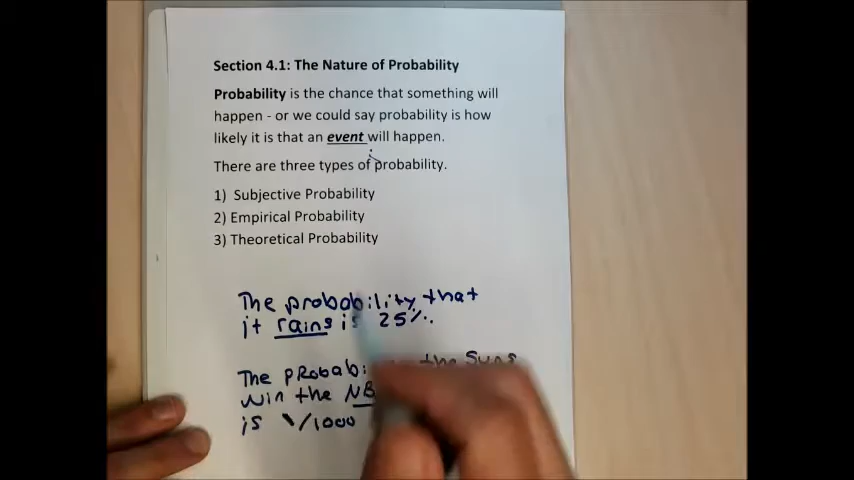 Section 4.1: The Nature of Probability
Probability is the chance that something will
happen - or we could say probability is how
likely it is that an event will happen.
There are three types of probability.
1) Subjective Probability
2) Empirical Probability
3) Theoretical Probability
The probability that
it rains is 25%.
The the Suns
win the
is 1/1000